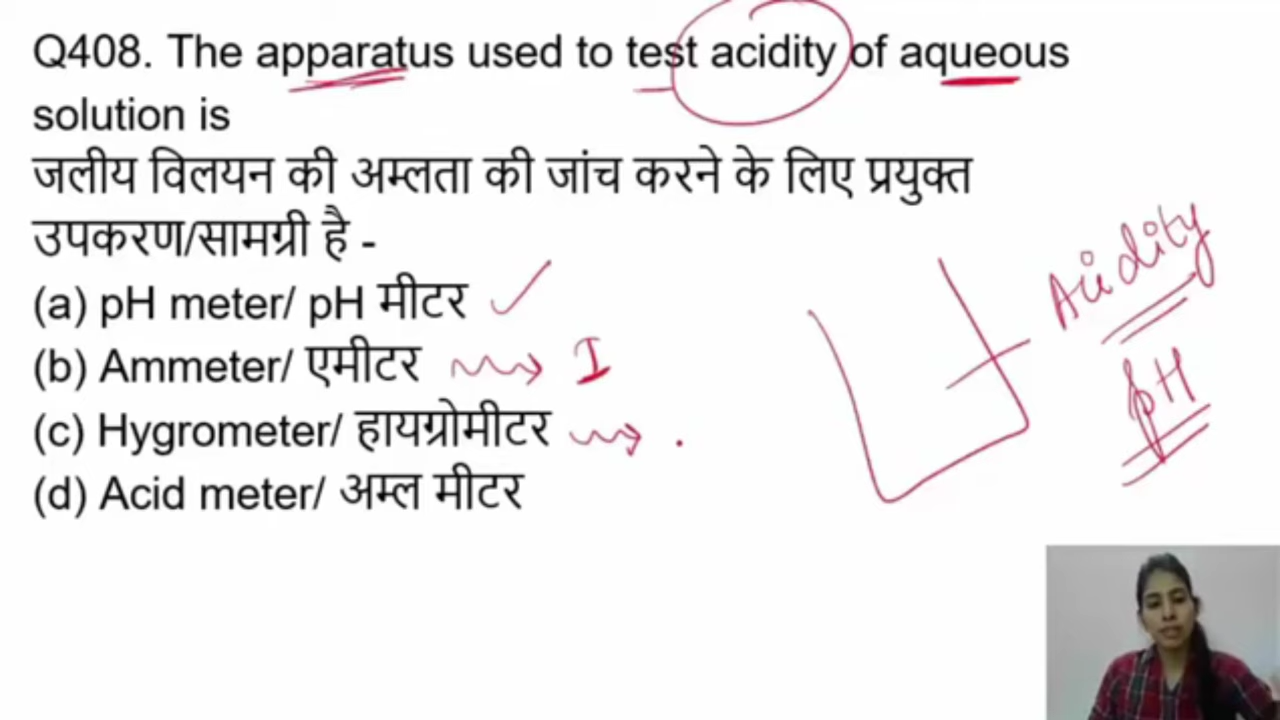 Q408. The apparatus used to test acidity of aqueous
solution is
जलीय विलयन की अम्लता की जांच करने के लिए प्रयुक्त
उपकरण/सामग्री है -
(a) pH meter/ pH मीटर
(b) Ammeter/ एमीटर I
(c) Hygrometer/ हायग्रोमीटर
(d) Acid meter/ अम्ल मीटर
Acidity
pH